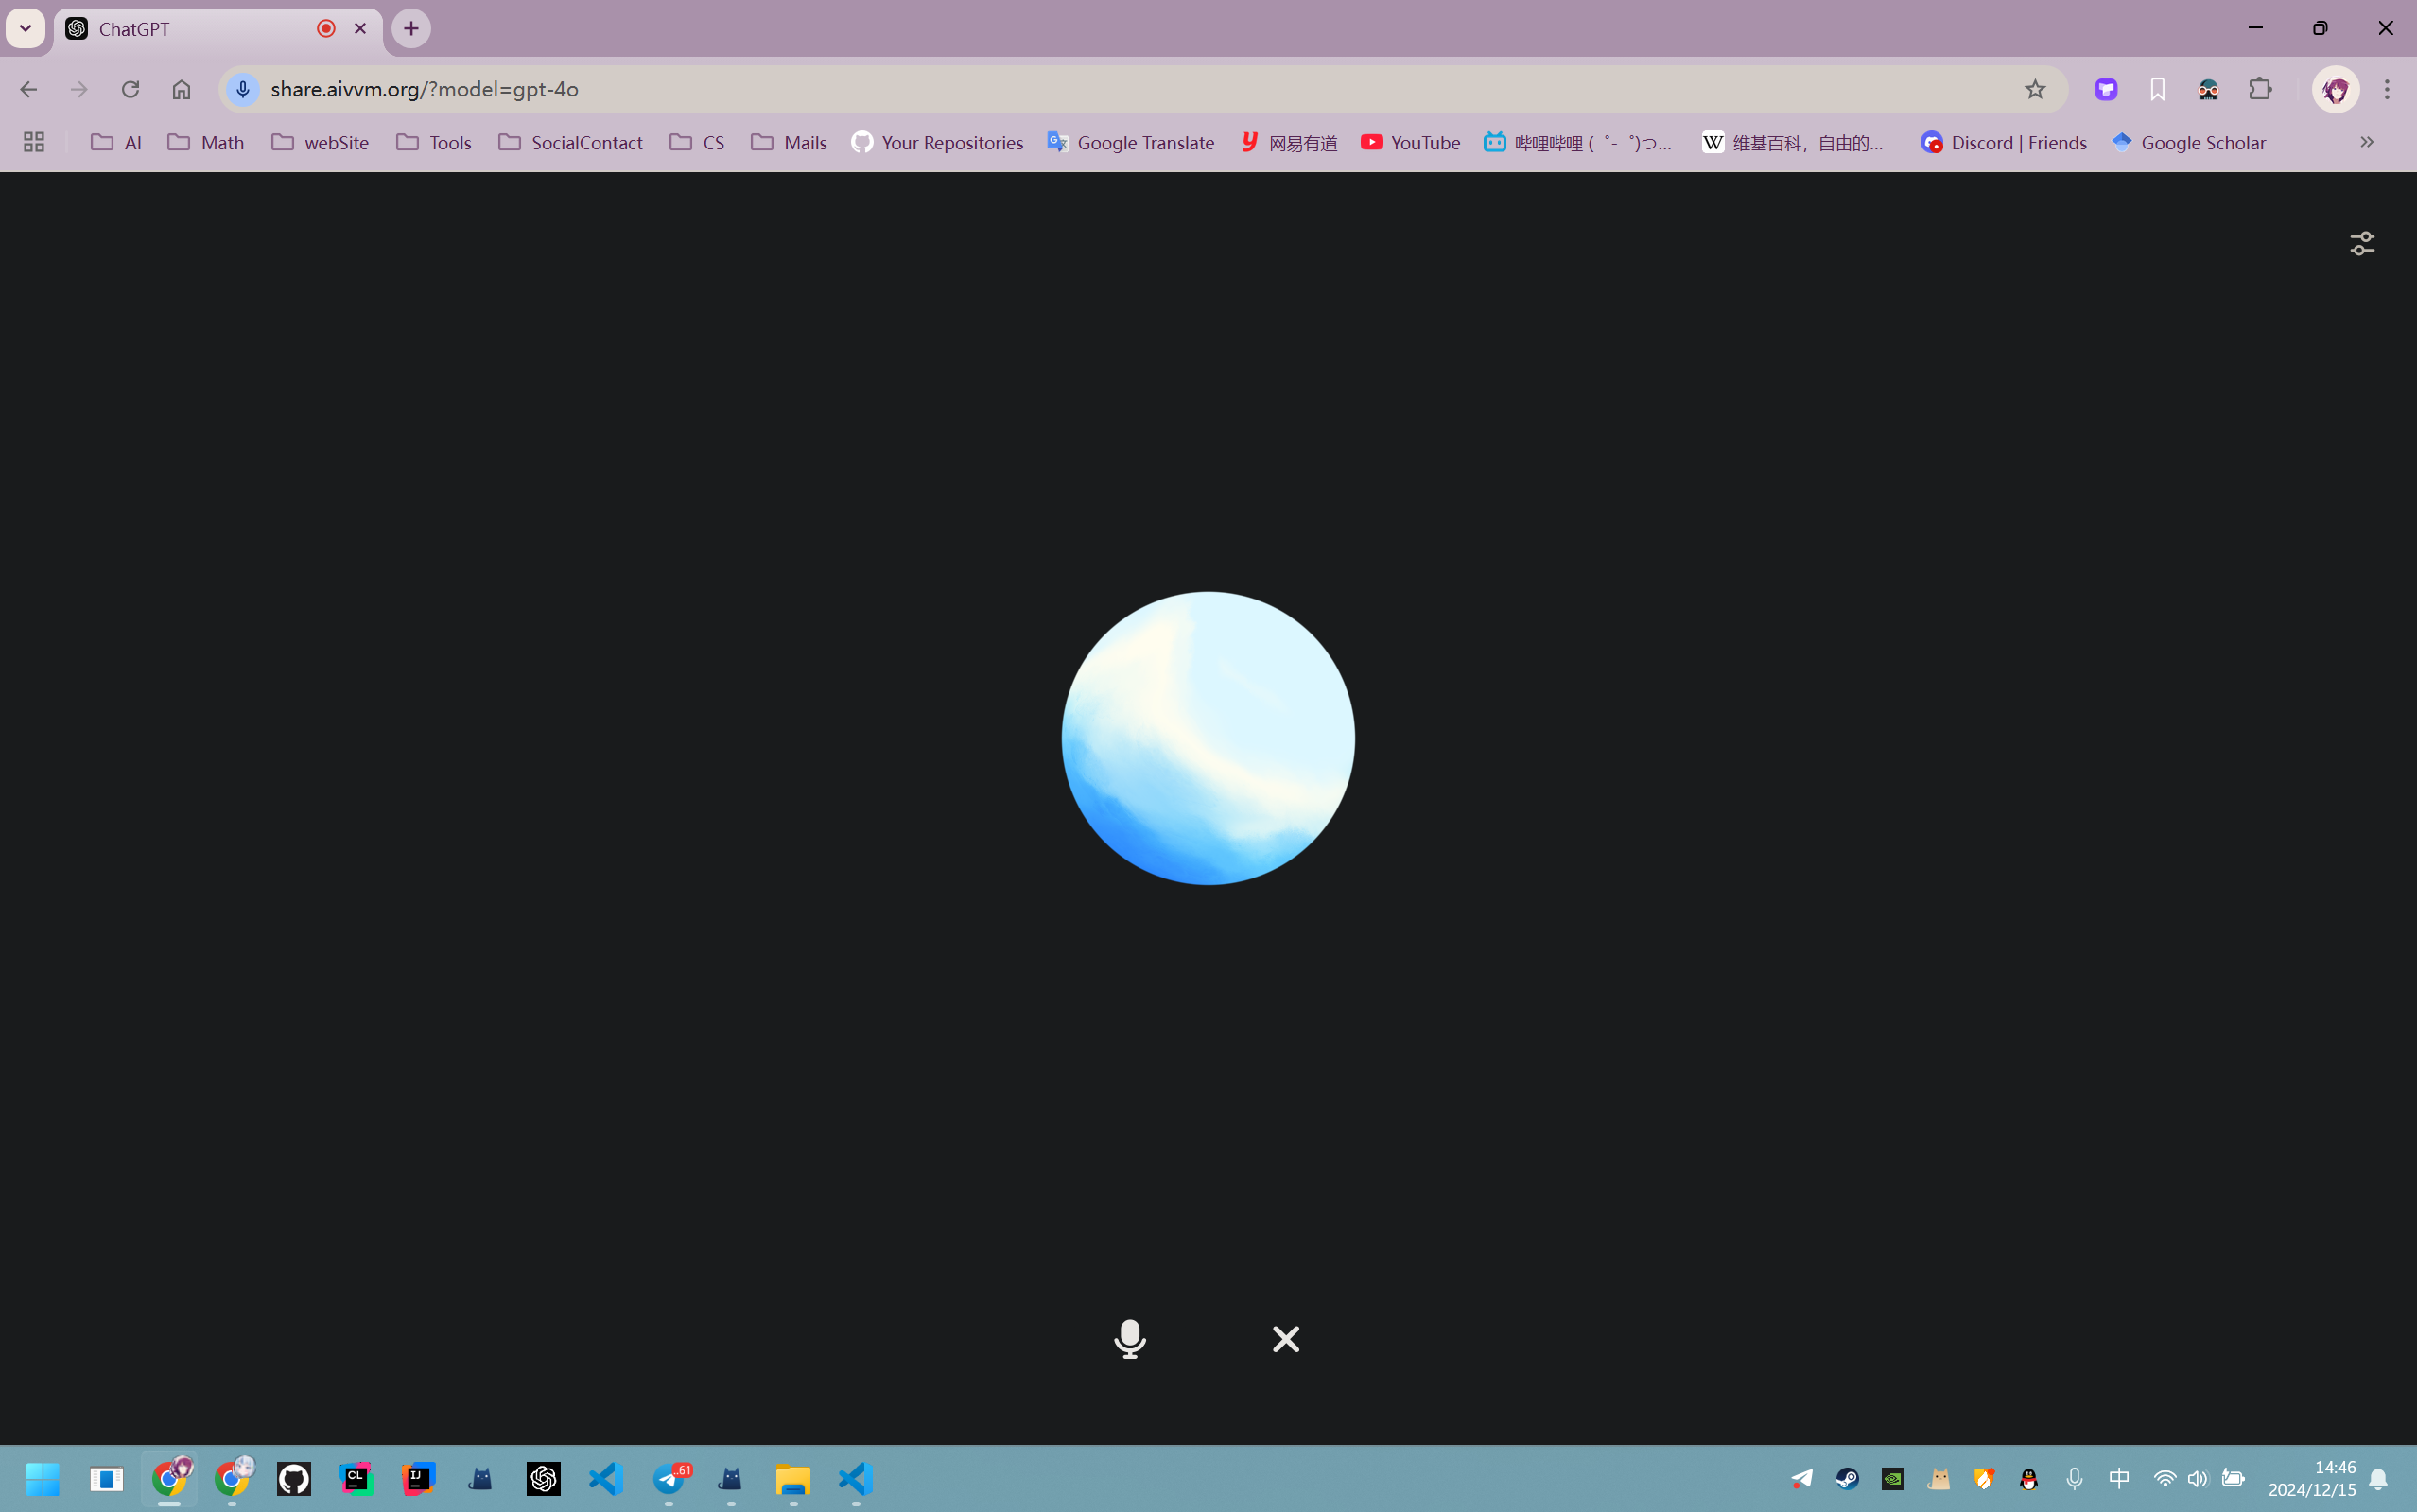 ChatGPT
share.aivvm.org/?model=gpt-4o
AI Math webSite Tools SocialContact CS Mails Your Repositories Google Translate 网易有道 YouTube 哔哩哔哩 (゜-゜)つ... 维基百科，自由的... Discord | Friends Google Scholar
CL IJ ..61 中 14:46
2024/12/15